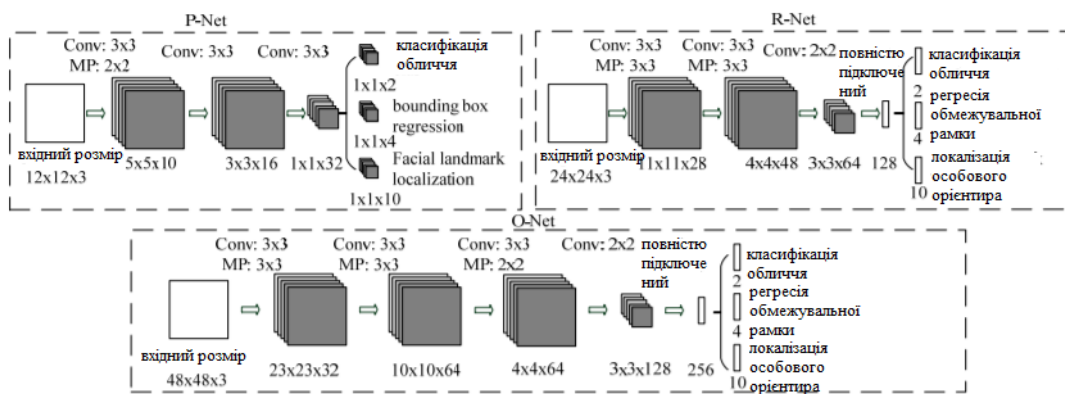 P-Net
Conv: 3x3
MP: 2x2
Conv: 3x3
Conv: 3x3
класифікація
обличчя
1x1x2
bounding box
regression
1x1x4
Facial landmark
localization
1x1x10
вхідний розмір
12x12x3
5x5x10
3x3x16
1x1x32
R-Net
Conv: 3x3
MP: 3x3
Conv: 3x3
MP: 3x3
Conv: 2x2
повністю
підключе
ний
класифікація
обличчя
2
регресія
обмежувальної
рамки
4
локалізація
особового
орієнтира
10
вхідний розмір
24x24x3
1x11x28
4x4x48
3x3x64
128
O-Net
Conv: 3x3
MP: 3x3
Conv: 3x3
MP: 3x3
Conv: 3x3
MP: 2x2
Conv: 2x2
повністю
підключе
ний
класифікація
обличчя
2
регресія
обмежувальної
рамки
4
локалізація
особового
орієнтира
10
вхідний розмір
48x48x3
23x23x32
10x10x64
4x4x64
3x3x128
256